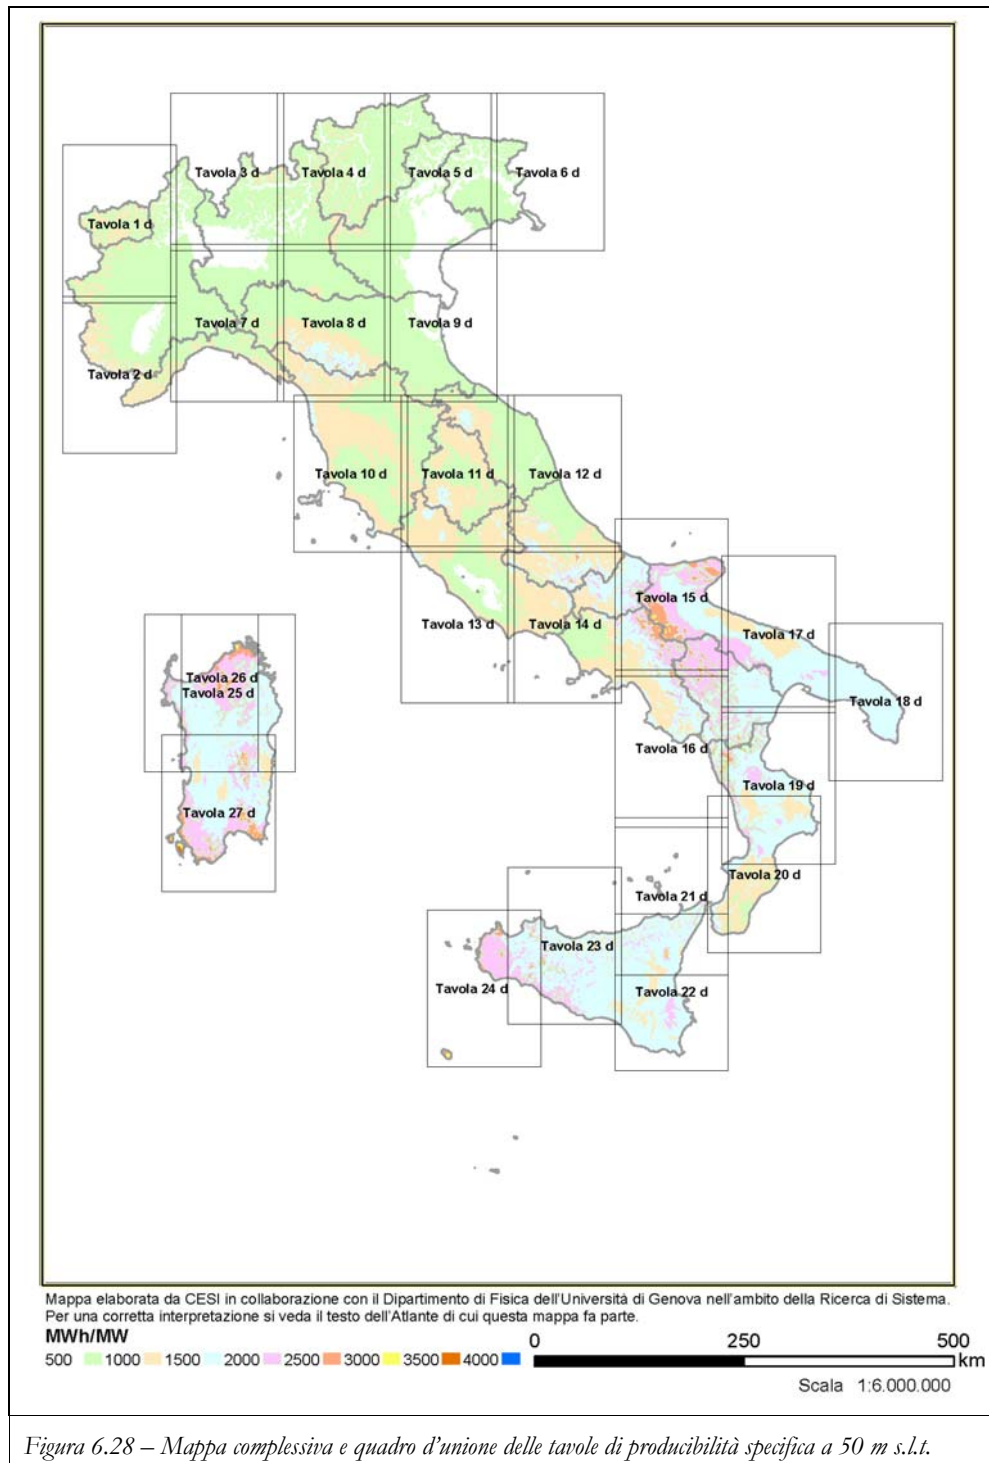 Tavola 3 d
Tavola 4 d
Tavola 5 d
Tavola 6 d
Tavola 1 d
Tavola 7 d
Tavola 8 d
Tavola 9 d
Tavola 2 d
Tavola 10 d
Tavola 11 d
Tavola 12 d
Tavola 15 d
Tavola 13 d
Tavola 14 d
Tavola 17 d
Tavola 26 d
Tavola 25 d
Tavola 18 d
Tavola 16 d
Tavola 19 d
Tavola 27 d
Tavola 20 d
Tavola 21 d
Tavola 23 d
Tavola 24 d
Tavola 22 d
Mappa elaborata da CESI in collaborazione con il Dipartimento di Fisica dell'Università di Genova nell'ambito della Ricerca di Sistema.
Per una corretta interpretazione si veda il testo dell'Atlante di cui questa mappa fa parte.
MWh/MW
500 1000 1500 2000 2500 3000 3500 4000
0 250 500
km
Scala 1:6.000.000
Figura 6.28 – Mappa complessiva e quadro d'unione delle tavole di producibilità specifica a 50 m s.l.t.